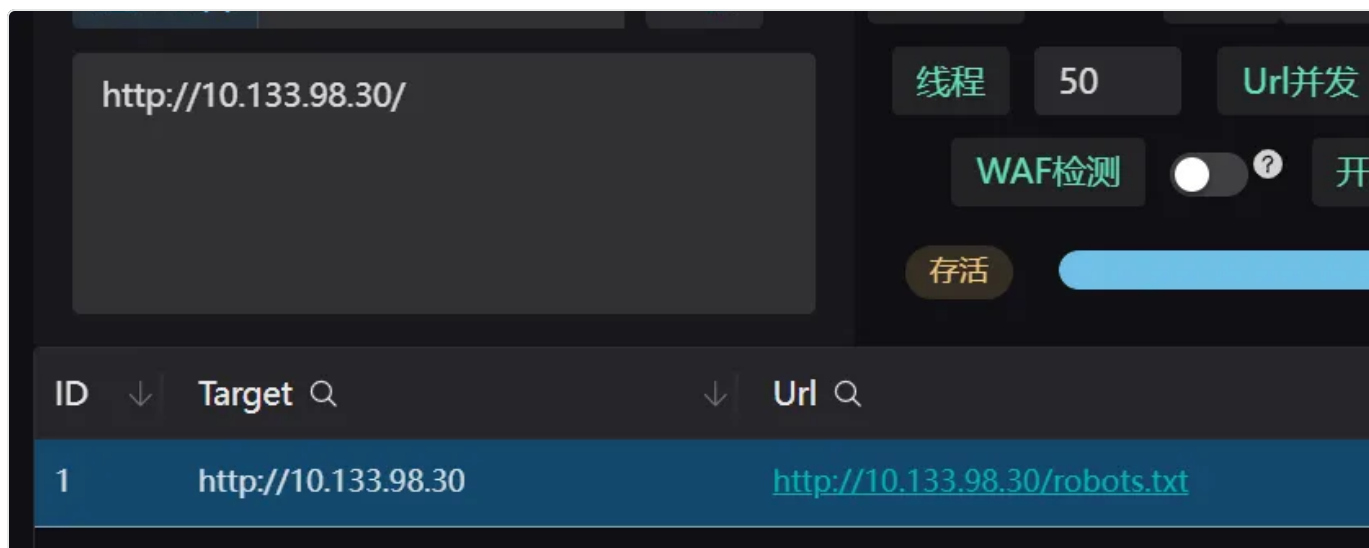 http://10.133.98.30/
线程 50 Url并发
WAF检测 ?
存活
ID Target Url
1 http://10.133.98.30 http://10.133.98.30/robots.txt